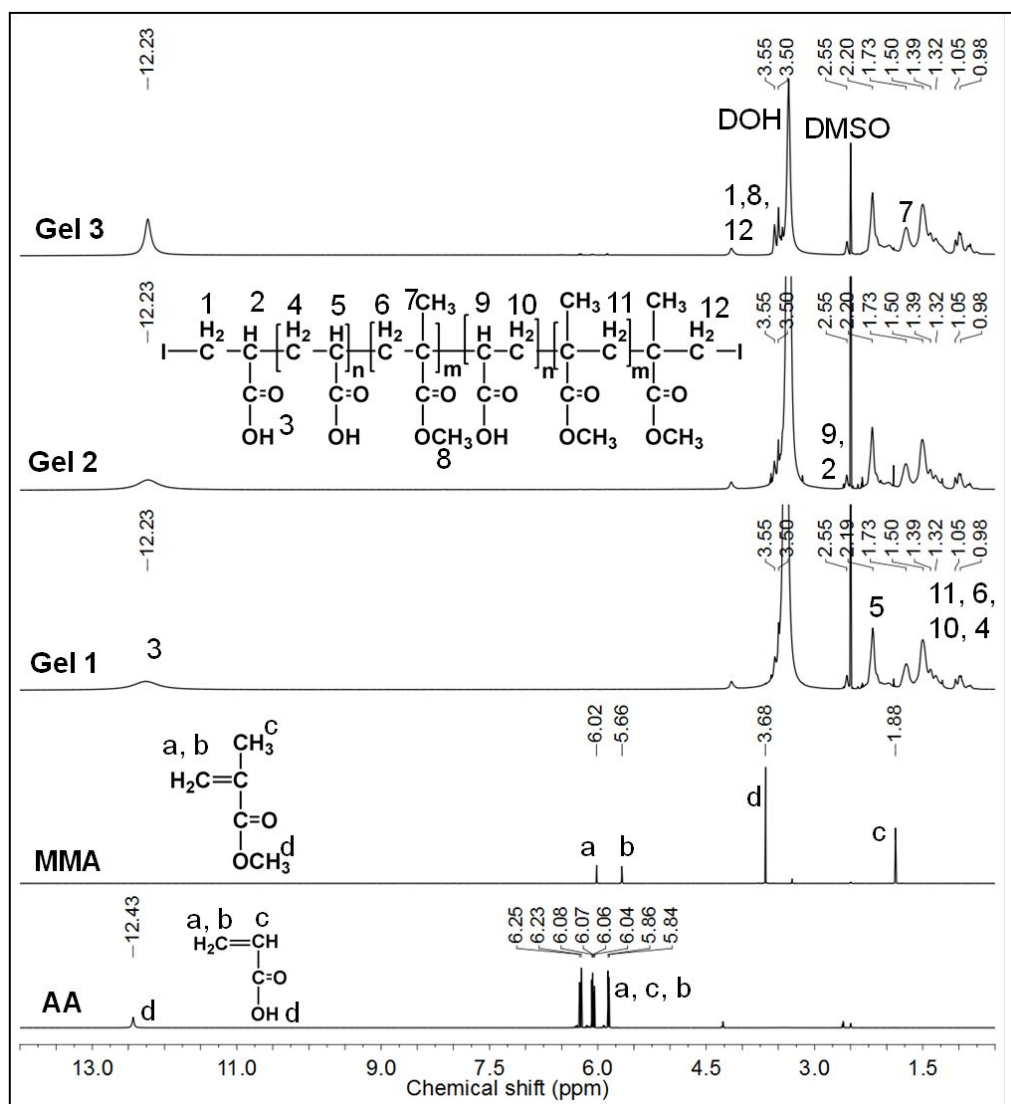 12.23
3.55
3.50
2.55
2.20
1.73
1.50
1.39
1.32
1.05
0.98
DOH
DMSO
1,8,
12
7
Gel 3
12.23
3.55
3.50
2.55
2.20
1.73
1.50
1.39
1.32
1.05
0.98
1 2 4 5 6 7 9 10 11 12
CH₃ CH₃ CH₃
H₂ H H₂ H H₂ H H₂ H₂ H₂
I—C—C—[C—C]n—[C—C]m—[C—C]n—[C—C]m—C—C—I
C=O C=O C=O C=O C=O C=O
OH 3 OH OCH₃ OH OCH₃ OCH₃
8
9,
2
Gel 2
12.23
3.55
3.50
2.55
2.19
1.73
1.50
1.39
1.32
1.05
0.98
3
5
11, 6,
10, 4
Gel 1
6.02
5.66
3.68
1.88
c
a, b CH₃
H₂C=C
C=O
OCH₃ d
a b d c
MMA
12.43
6.25
6.23
6.08
6.07
6.06
6.04
5.86
5.84
a, b c
H₂C=CH
C=O
OH d
d
a, c, b
AA
13.0 11.0 9.0 7.5 6.0 4.5 3.0 1.5
Chemical shift (ppm)